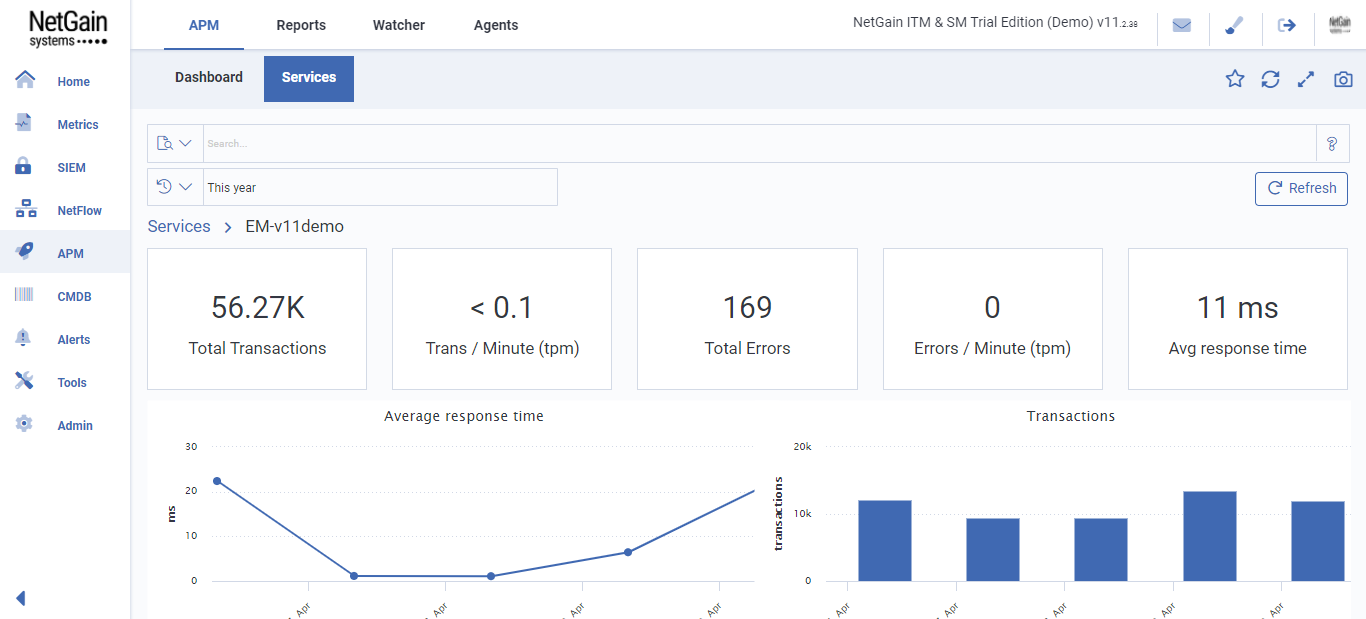 NetGain
systems
APM
Reports
Watcher
Agents
NetGain ITM & SM Trial Edition (Demo) v11.2.38
NetGain
Home
Metrics
SIEM
NetFlow
APM
CMDB
Alerts
Tools
Admin
Dashboard
Services
Search...
This year
Refresh
Services > EM-v11demo
56.27K
Total Transactions
< 0.1
Trans / Minute (tpm)
169
Total Errors
0
Errors / Minute (tpm)
11 ms
Avg response time
Average response time
30
20
10
0
ms
Apr
Apr
Apr
Apr
Transactions
20k
10k
0
transactions
Apr
Apr
Apr
Apr
Apr